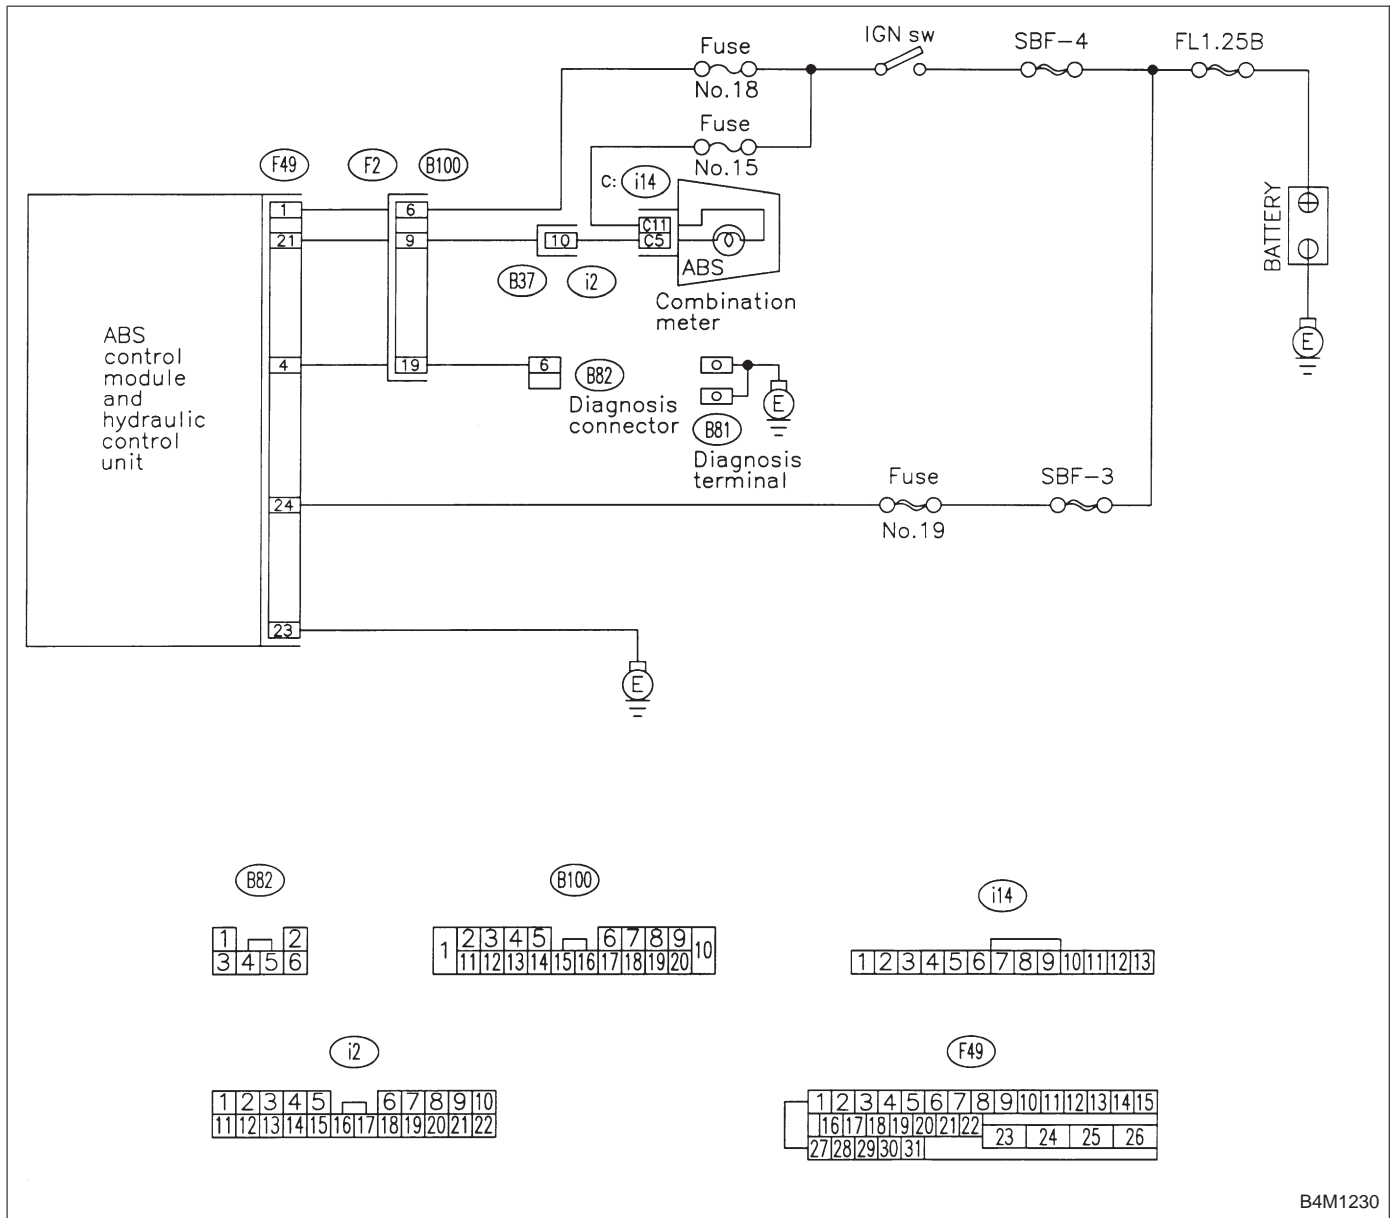 IGN sw
SBF-4
FL1.25B
Fuse
No.18
Fuse
No.15
F49
F2
B100
C: i14
1
6
C11
21
9
10
C5
ABS
B37
i2
Combination
meter
BATTERY
E
ABS
control
module
and
hydraulic
control
unit
4
19
6
B82
Diagnosis
connector
E
B81
Diagnosis
terminal
Fuse
No.19
SBF-3
24
23
E
B82
1 2
3 4 5 6
B100
1 2 3 4 5 6 7 8 9 10
11 12 13 14 15 16 17 18 19 20
i14
1 2 3 4 5 6 7 8 9 10 11 12 13
i2
1 2 3 4 5 6 7 8 9 10
11 12 13 14 15 16 17 18 19 20 21 22
F49
1 2 3 4 5 6 7 8 9 10 11 12 13 14 15
16 17 18 19 20 21 22 23 24 25 26
27 28 29 30 31
B4M1230